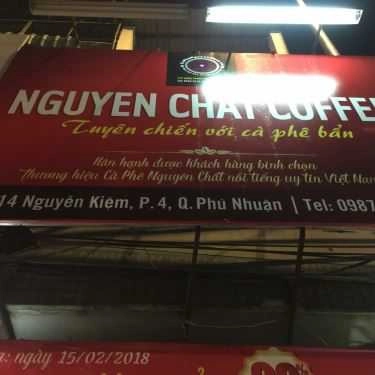 NGUYEN CHAT COFFEE
Tuyên chiến với cà phê bẩn
Hân hạnh được khách hàng bình chọn
Thương hiệu Cà Phê Nguyên Chất nổi tiếng uy tín Việt Nam
14 Nguyễn Kiệm, P.4, Q. Phú Nhuận | Tel: 0987
ngày 15/02/2018